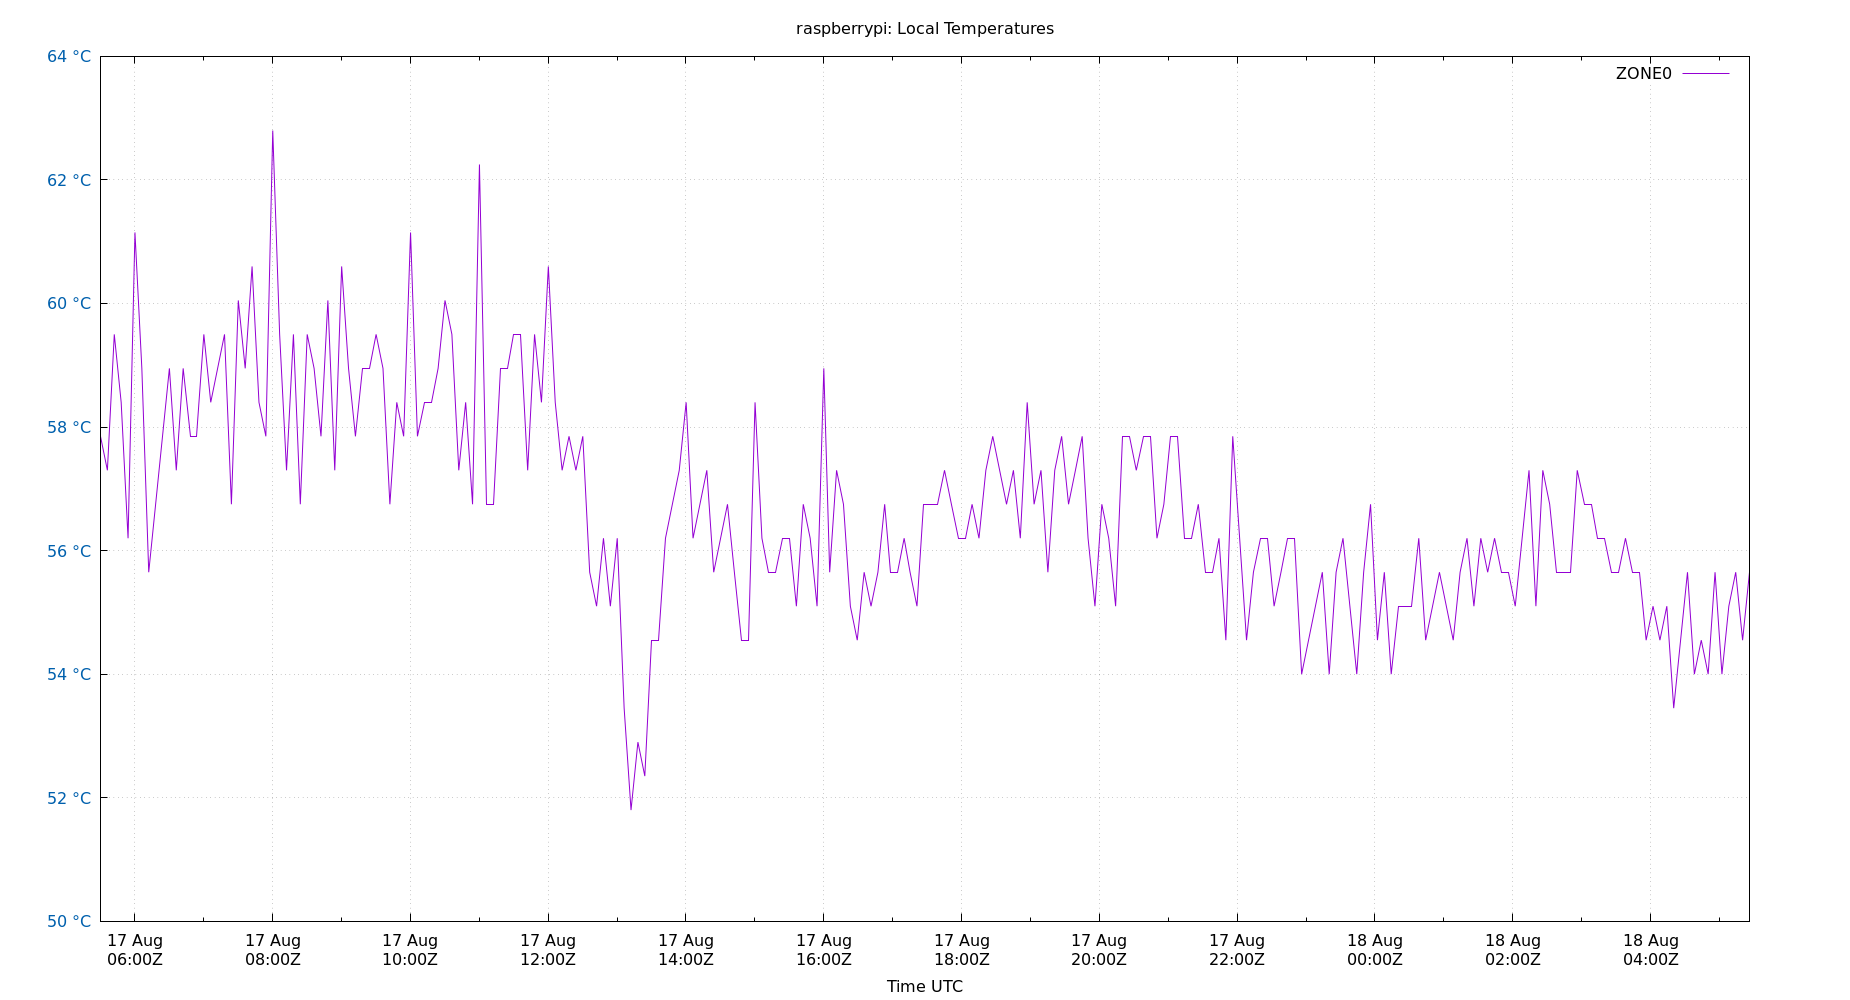 raspberrypi: Local Temperatures
64 °C
ZONE0
62 °C
60 °C
58 °C
56 °C
54 °C
52 °C
50 °C
17 Aug 17 Aug 17 Aug 17 Aug 17 Aug 17 Aug 17 Aug 17 Aug 17 Aug 18 Aug 18 Aug 18 Aug
06:00Z 08:00Z 10:00Z 12:00Z 14:00Z 16:00Z 18:00Z 20:00Z 22:00Z 00:00Z 02:00Z 04:00Z
Time UTC